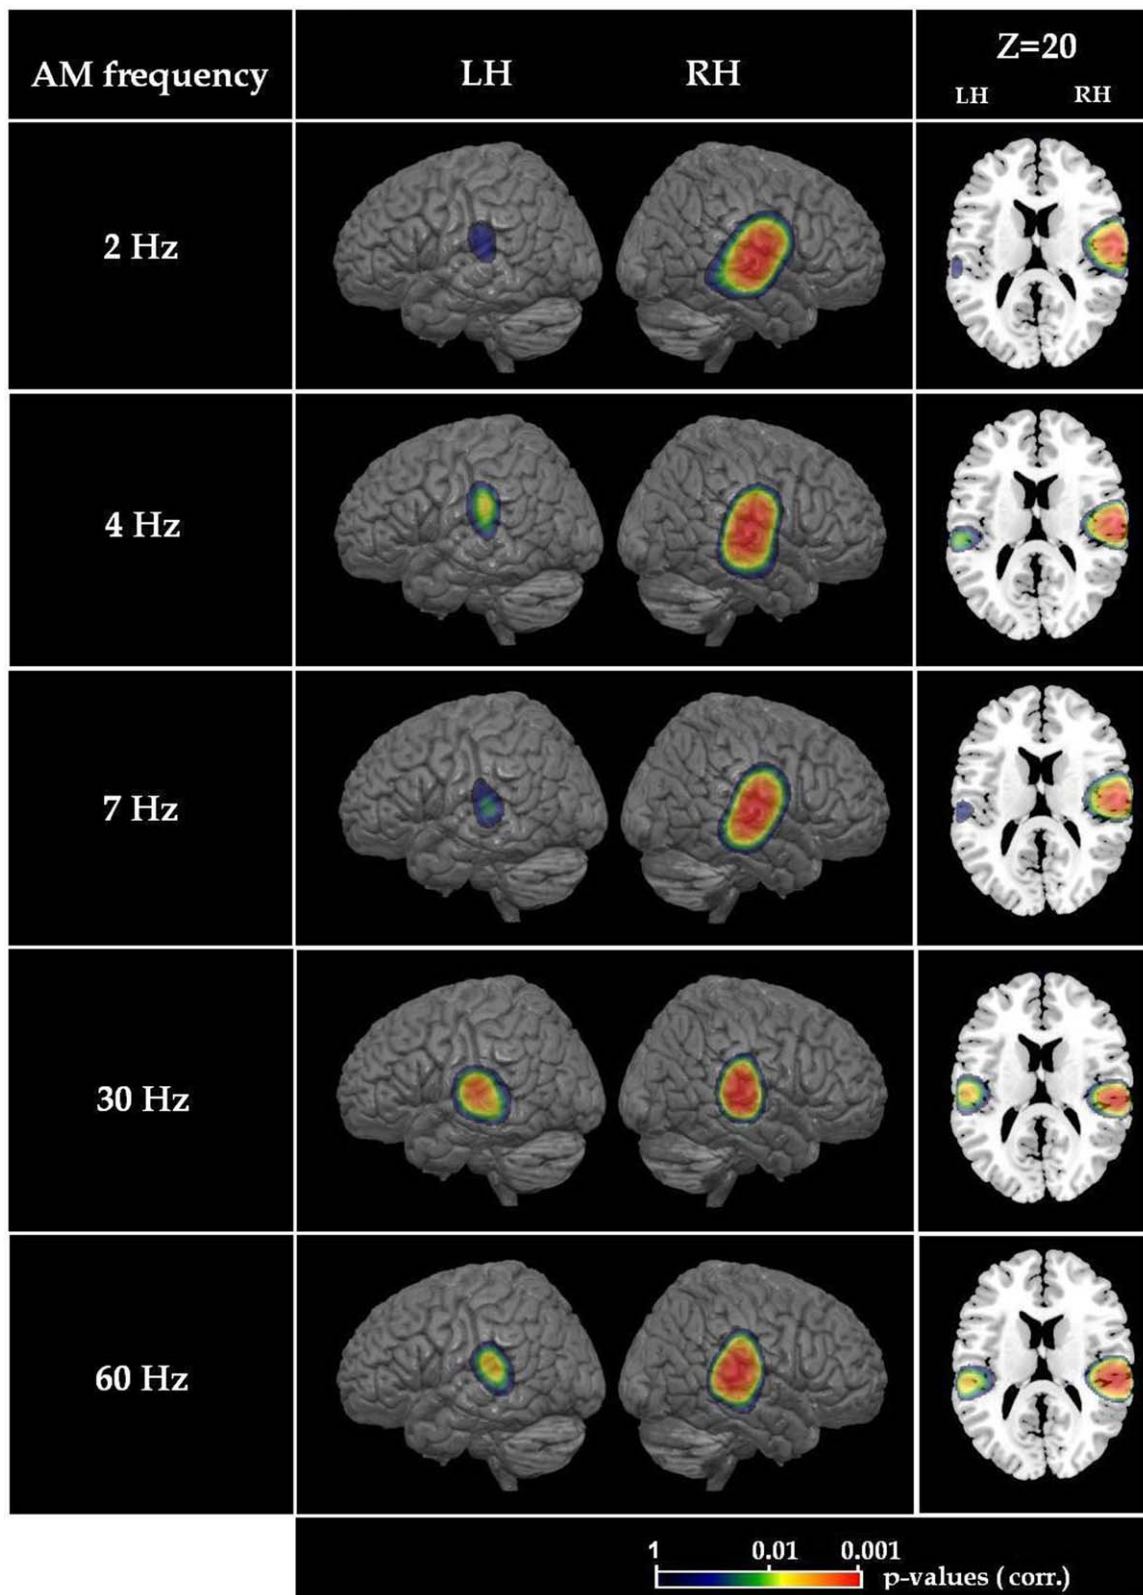 AM frequency
LH RH
Z=20
LH RH
2 Hz
4 Hz
7 Hz
30 Hz
60 Hz
1 0.01 0.001
p-values (corr.)